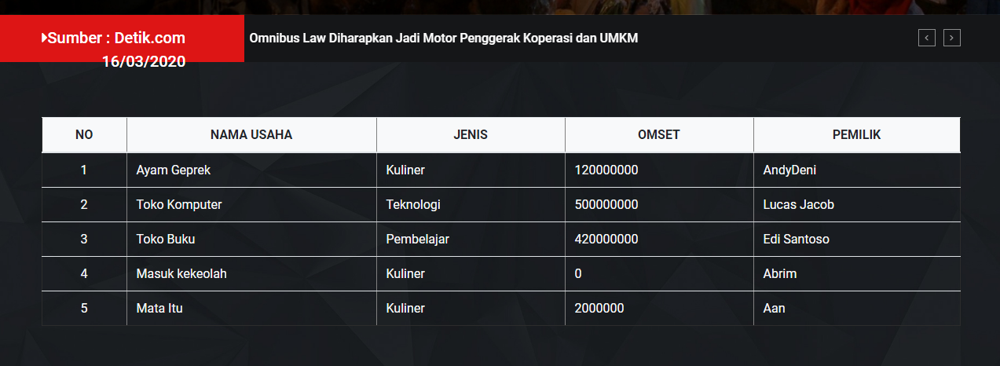 Sumber : Detik.com
16/03/2020
Omnibus Law Diharapkan Jadi Motor Penggerak Koperasi dan UMKM
NO NAMA USAHA JENIS OMSET PEMILIK
1 Ayam Geprek Kuliner 120000000 AndyDeni
2 Toko Komputer Teknologi 500000000 Lucas Jacob
3 Toko Buku Pembelajar 420000000 Edi Santoso
4 Masuk kekeolah Kuliner 0 Abrim
5 Mata Itu Kuliner 2000000 Aan